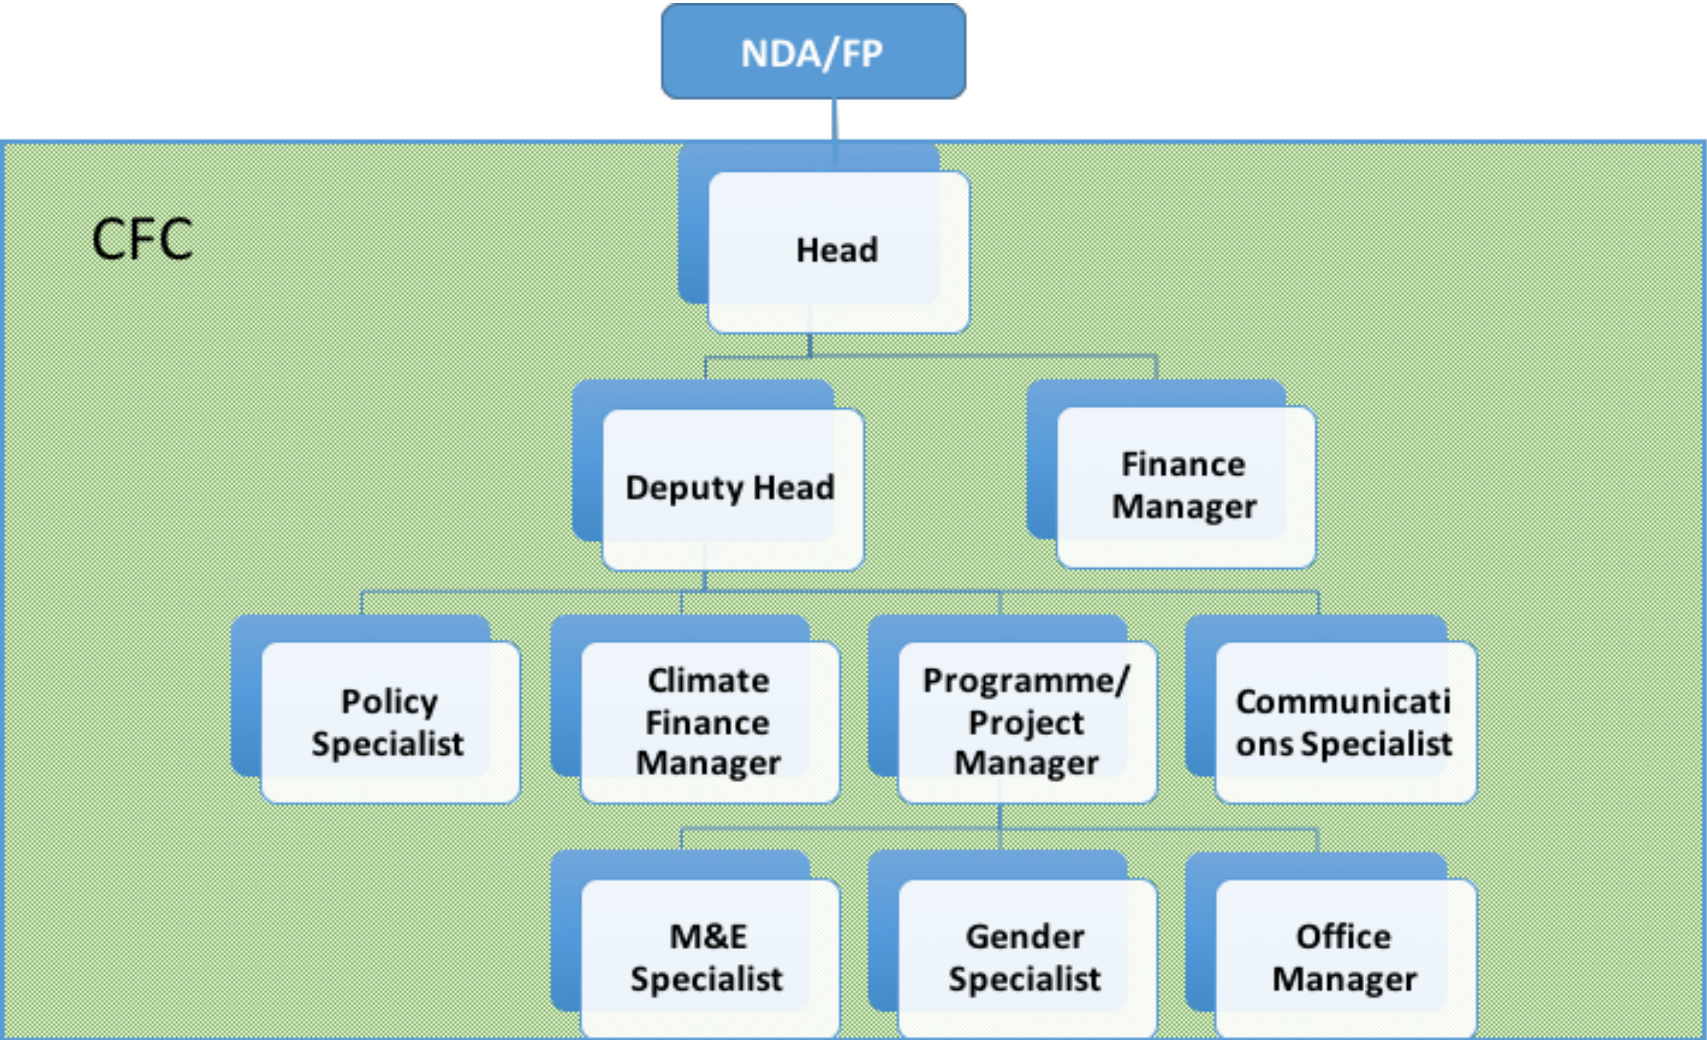 NDA/FP
CFC
Head
Deputy Head
Finance
Manager
Policy
Specialist
Climate
Finance
Manager
Programme/
Project
Manager
Communicati
ons Specialist
M&E
Specialist
Gender
Specialist
Office
Manager